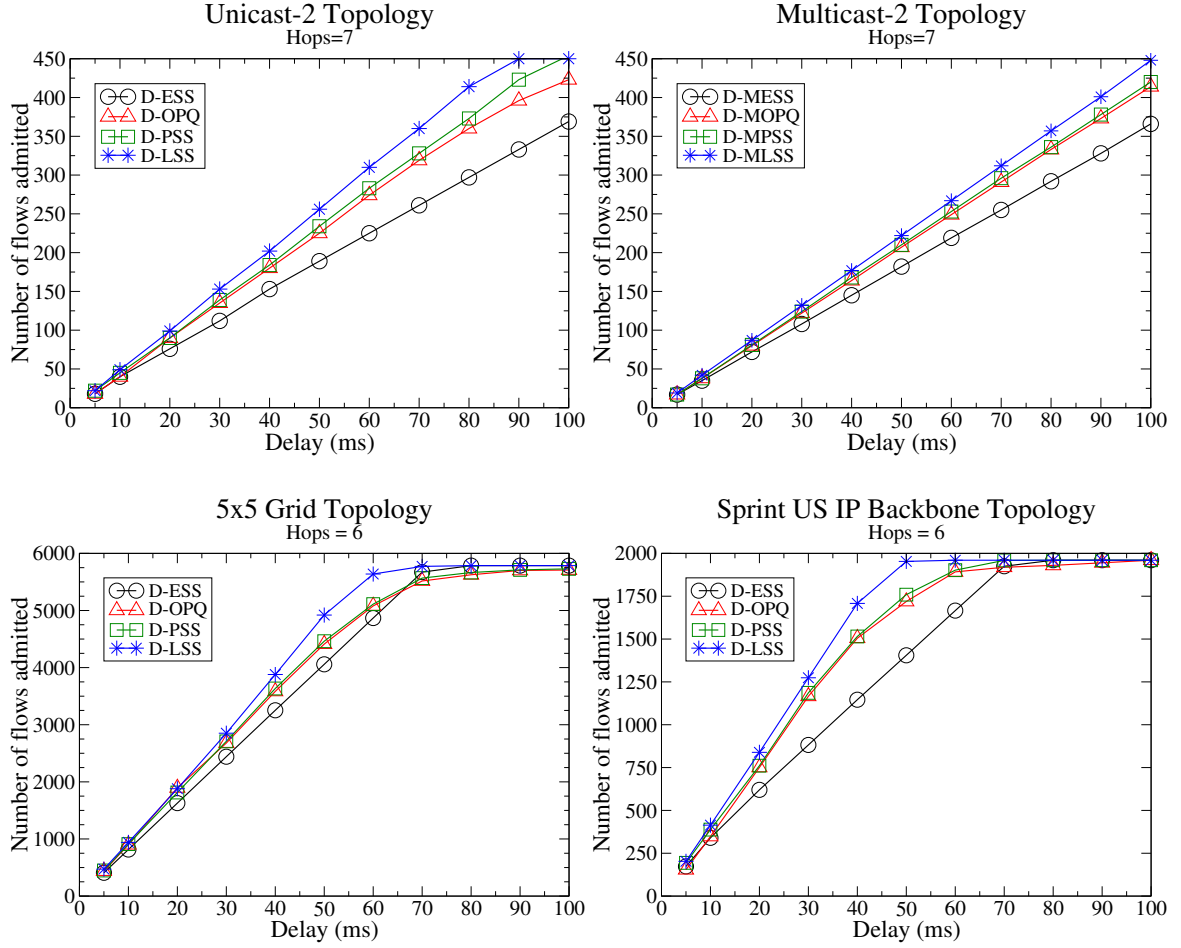 Unicast-2 Topology
Hops=7
Number of flows admitted
450
400
350
300
250
200
150
100
50
0
D-ESS
D-OPQ
D-PSS
D-LSS
0 10 20 30 40 50 60 70 80 90 100
Delay (ms)
Multicast-2 Topology
Hops=7
Number of flows admitted
450
400
350
300
250
200
150
100
50
0
D-MESS
D-MOPQ
D-MPSS
D-MLSS
0 10 20 30 40 50 60 70 80 90 100
Delay (ms)
5x5 Grid Topology
Hops = 6
Number of flows admitted
6000
5000
4000
3000
2000
1000
0
D-ESS
D-OPQ
D-PSS
D-LSS
0 10 20 30 40 50 60 70 80 90 100
Delay (ms)
Sprint US IP Backbone Topology
Hops = 6
Number of flows admitted
2000
1750
1500
1250
1000
750
500
250
0
D-ESS
D-OPQ
D-PSS
D-LSS
0 10 20 30 40 50 60 70 80 90 100
Delay (ms)